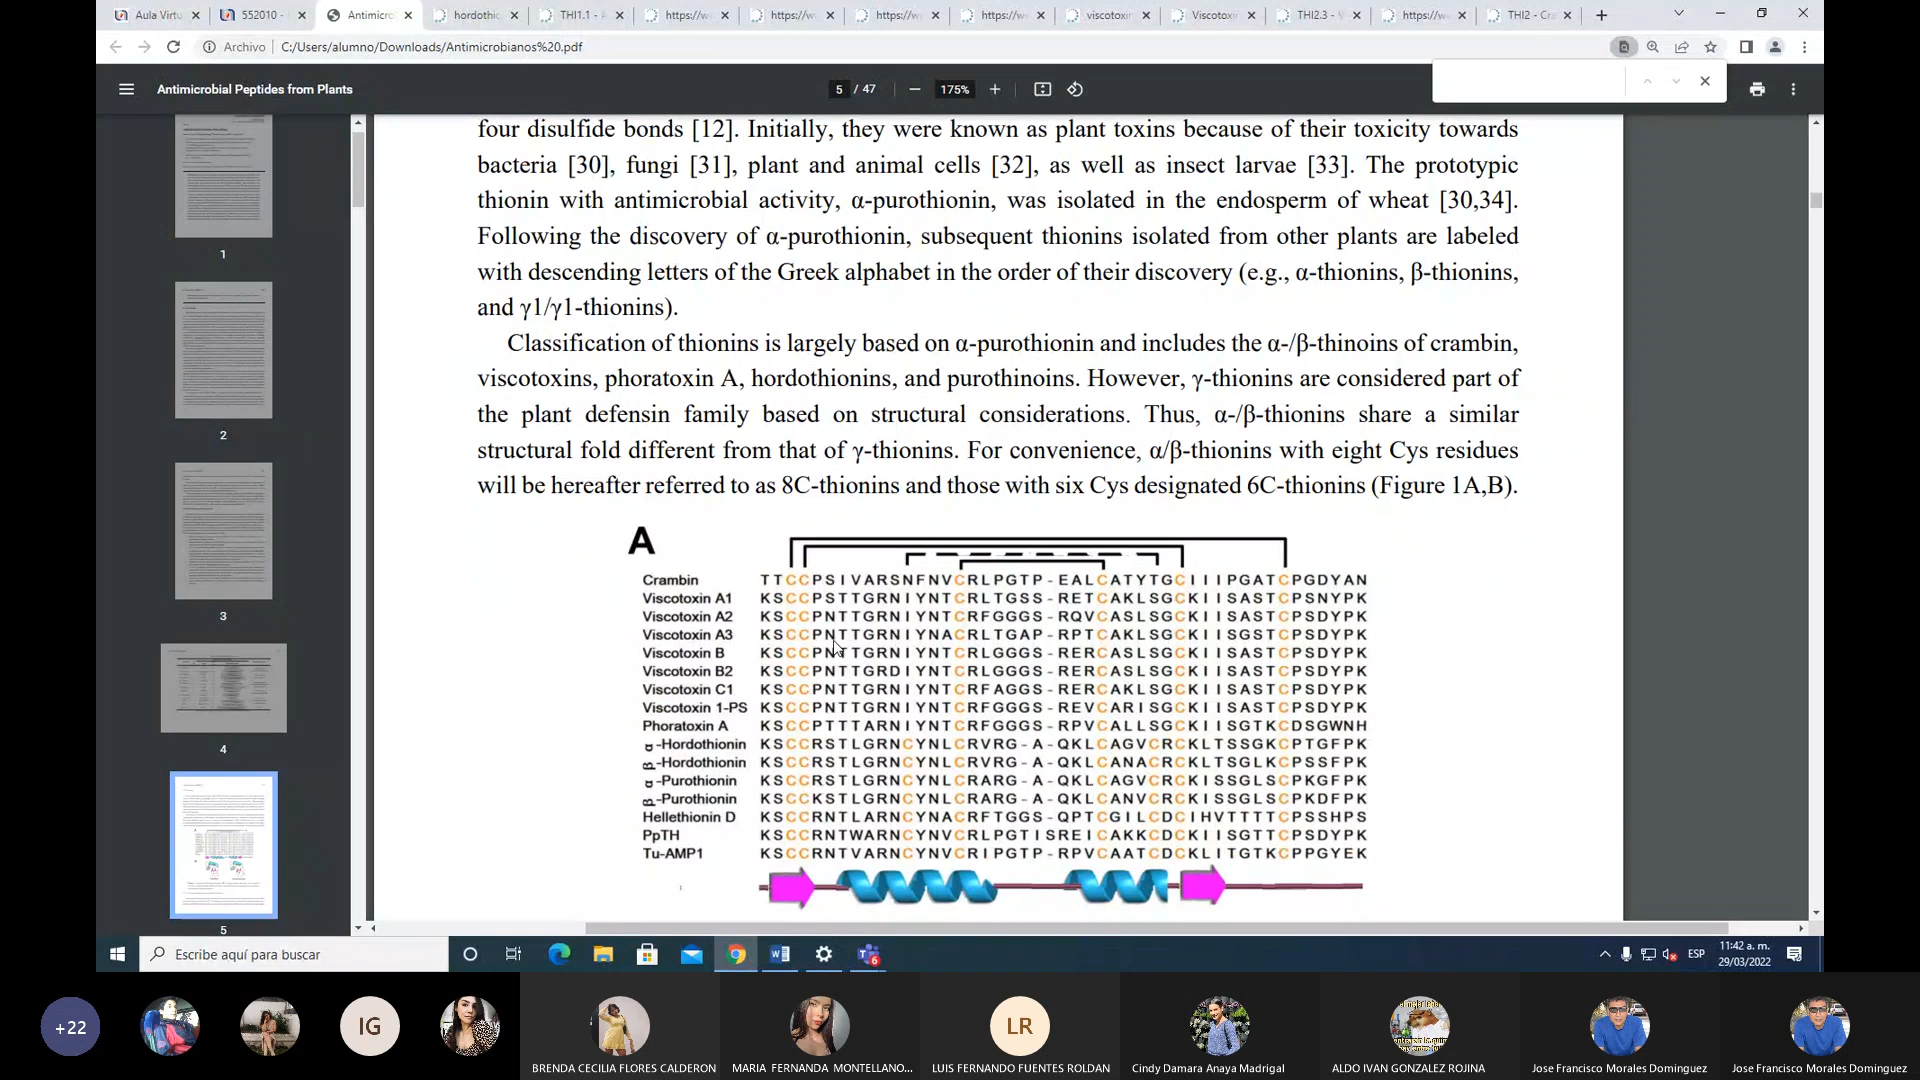 Aula Virtu
552010 -
Antimicro
hordothic
THI1.1 -
https://w
https://w
https://w
https://w
viscotoxin
Viscotoxin
THI2.3 -
https://w
THI2 - Cra
Archivo C:/Users/alumno/Downloads/Antimicrobianos%20.pdf
Antimicrobial Peptides from Plants
5 / 47
175%
1
2
3
4
5
four disulfide bonds [12]. Initially, they were known as plant toxins because of their toxicity towards
bacteria [30], fungi [31], plant and animal cells [32], as well as insect larvae [33]. The prototypic
thionin with antimicrobial activity, α-purothionin, was isolated in the endosperm of wheat [30,34].
Following the discovery of α-purothionin, subsequent thionins isolated from other plants are labeled
with descending letters of the Greek alphabet in the order of their discovery (e.g., α-thionins, β-thionins,
and γ1/γ1-thionins).
Classification of thionins is largely based on α-purothionin and includes the α-/β-thinoins of crambin,
viscotoxins, phoratoxin A, hordothionins, and purothinoins. However, γ-thionins are considered part of
the plant defensin family based on structural considerations. Thus, α-/β-thionins share a similar
structural fold different from that of γ-thionins. For convenience, α/β-thionins with eight Cys residues
will be hereafter referred to as 8C-thionins and those with six Cys designated 6C-thionins (Figure 1A,B).
A
Crambin TTCCPSIVARSNFNVCRLPGTP-EALCATYTGCIIIPGATCPGDYAN
Viscotoxin A1 KSCCPSTTGRNIYNTCRLTGSS-RETCAKLSGCKIISASTCPSNYPK
Viscotoxin A2 KSCCPNTTGRNIYNTCRFGGGS-RQVCASLSGCKIISASTCPSDYPK
Viscotoxin A3 KSCCPNTTGRNIYNACRLTGAP-RPTCAKLSGCKIISGSTCPSDYPK
Viscotoxin B KSCCPNTTGRNIYNTCRLGGGS-RERCASLSGCKIISASTCPSDYPK
Viscotoxin B2 KSCCPNTTGRDIYNTCRLGGGS-RERCASLSGCKIISASTCPSDYPK
Viscotoxin C1 KSCCPNTTGRNIYNTCRFAGGS-RERCAKLSGCKIISASTCPSDYPK
Viscotoxin 1-PS KSCCPNTTGRNIYNTCRFGGGS-REVCARISGCKIISASTCPSDYPK
Phoratoxin A KSCCPTTTARNIYNTCRFGGGS-RPVCALLSGCKIISGTKCDSGWNH
α-Hordothionin KSCCRSTLGRNCYNLCRVRG-A-QKLCAGVCRCKLTSSGKCPTGFPK
β-Hordothionin KSCCRSTLGRNCYNLCRVRG-A-QKLCANACRCKLTSGLKCPSSFPK
α-Purothionin KSCCRSTLGRNCYNLCRARG-A-QKLCAGVCRCKISSGLSCPKGFPK
β-Purothionin KSCCKSTLGRNCYNLCRARG-A-QKLCANVCRCKISSGLSCPKDFPK
Hellethionin D KSCCRNTLARNCYNACRFTGGS-QPTCGILCDCIHVTTTTCPSSHPS
PpTH KSCCRNTWARNCYNVCRLPGTISREICAKKCDCKIISGTTCPSDYPK
Tu-AMP1 KSCCRNTVARNCYNVCRIPGTP-RPVCAATCDCKLITGTKCPPGYEK
Escribe aquí para buscar
6
ESP
11:42 a. m.
29/03/2022
+22
IG
LR
BRENDA CECILIA FLORES CALDERON
MARIA FERNANDA MONTELLANO...
LUIS FERNANDO FUENTES ROLDAN
Cindy Damara Anaya Madrigal
ALDO IVAN GONZALEZ ROJINA
Jose Francisco Morales Dominguez
Jose Francisco Morales Dominguez